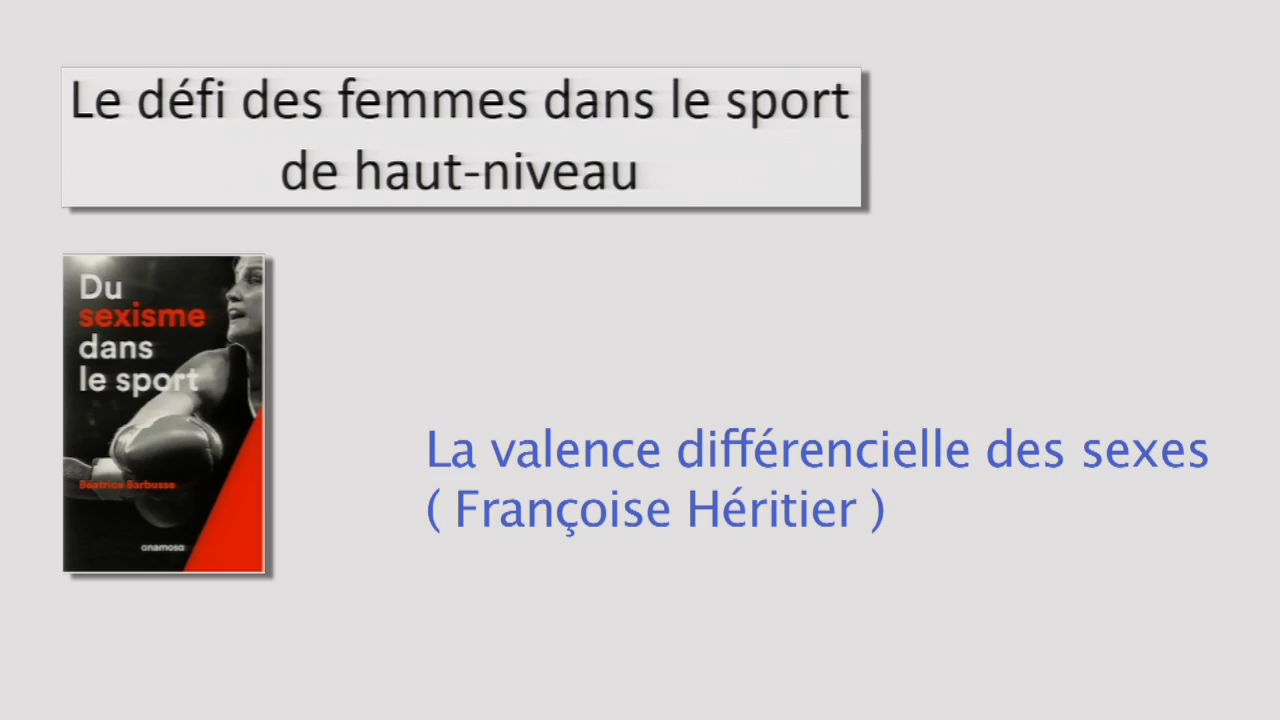 Le défi des femmes dans le sport
de haut-niveau
Du
sexisme
dans
le sport
Béatrice Barbusse
anamosa
La valence différencielle des sexes
( Françoise Héritier )